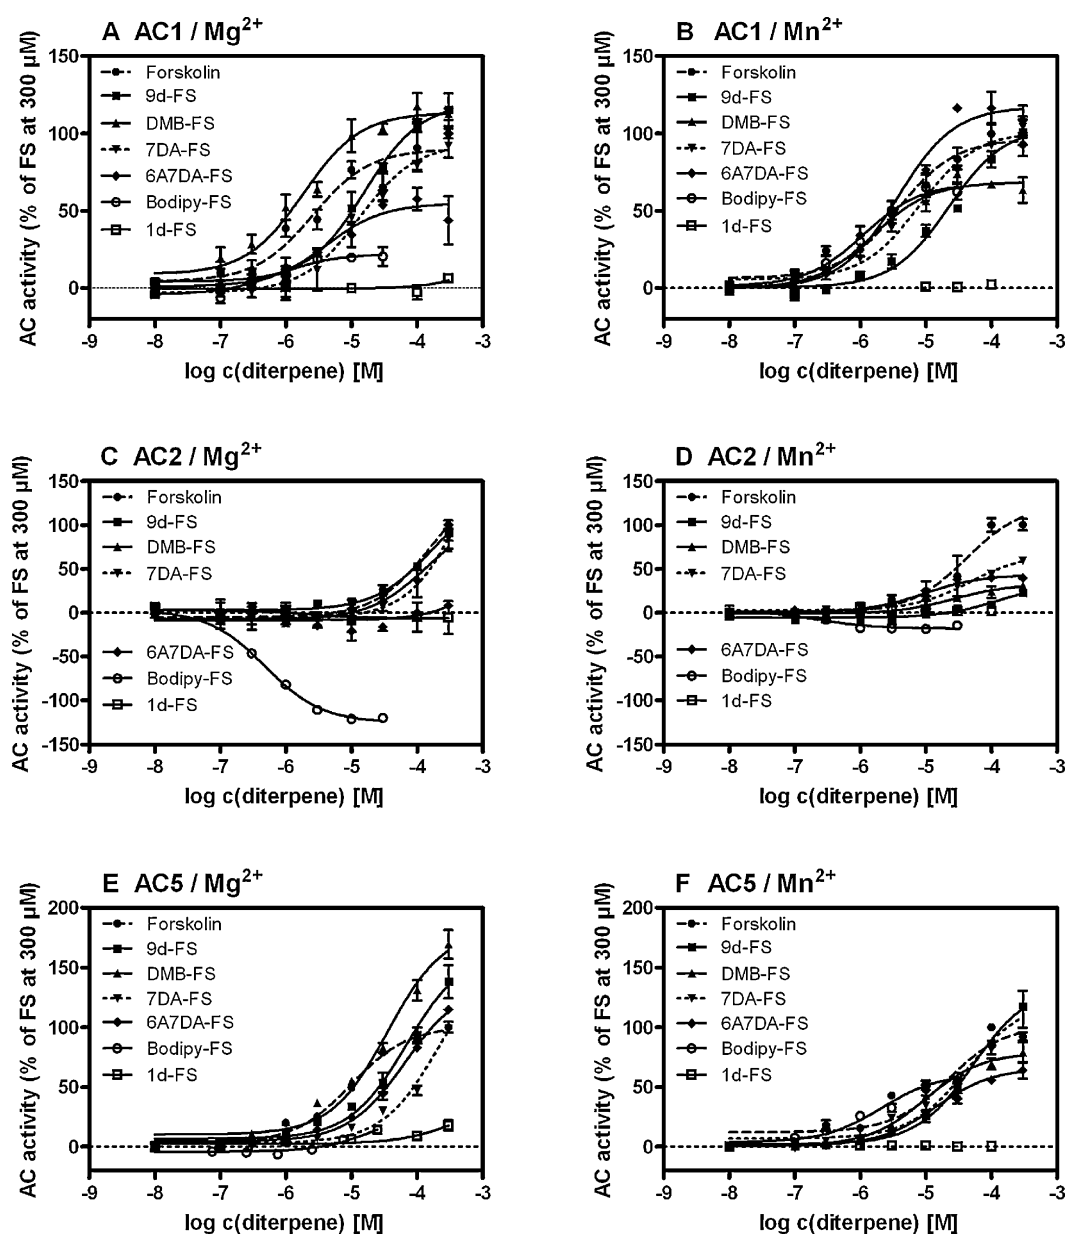 A AC1 / Mg2+
AC activity (% of FS at 300 µM)
150
100
50
0
Forskolin
9d-FS
DMB-FS
7DA-FS
6A7DA-FS
Bodipy-FS
1d-FS
-9 -8 -7 -6 -5 -4 -3
log c(diterpene) [M]
B AC1 / Mn2+
AC activity (% of FS at 300 µM)
150
100
50
0
Forskolin
9d-FS
DMB-FS
7DA-FS
6A7DA-FS
Bodipy-FS
1d-FS
-9 -8 -7 -6 -5 -4 -3
log c(diterpene) [M]
C AC2 / Mg2+
AC activity (% of FS at 300 µM)
150
100
50
0
-50
-100
-150
Forskolin
9d-FS
DMB-FS
7DA-FS
6A7DA-FS
Bodipy-FS
1d-FS
-9 -8 -7 -6 -5 -4 -3
log c(diterpene) [M]
D AC2 / Mn2+
AC activity (% of FS at 300 µM)
150
100
50
0
-50
-100
-150
Forskolin
9d-FS
DMB-FS
7DA-FS
6A7DA-FS
Bodipy-FS
1d-FS
-9 -8 -7 -6 -5 -4 -3
log c(diterpene) [M]
E AC5 / Mg2+
AC activity (% of FS at 300 µM)
200
150
100
50
0
Forskolin
9d-FS
DMB-FS
7DA-FS
6A7DA-FS
Bodipy-FS
1d-FS
-9 -8 -7 -6 -5 -4 -3
log c(diterpene) [M]
F AC5 / Mn2+
AC activity (% of FS at 300 µM)
200
150
100
50
0
Forskolin
9d-FS
DMB-FS
7DA-FS
6A7DA-FS
Bodipy-FS
1d-FS
-9 -8 -7 -6 -5 -4 -3
log c(diterpene) [M]